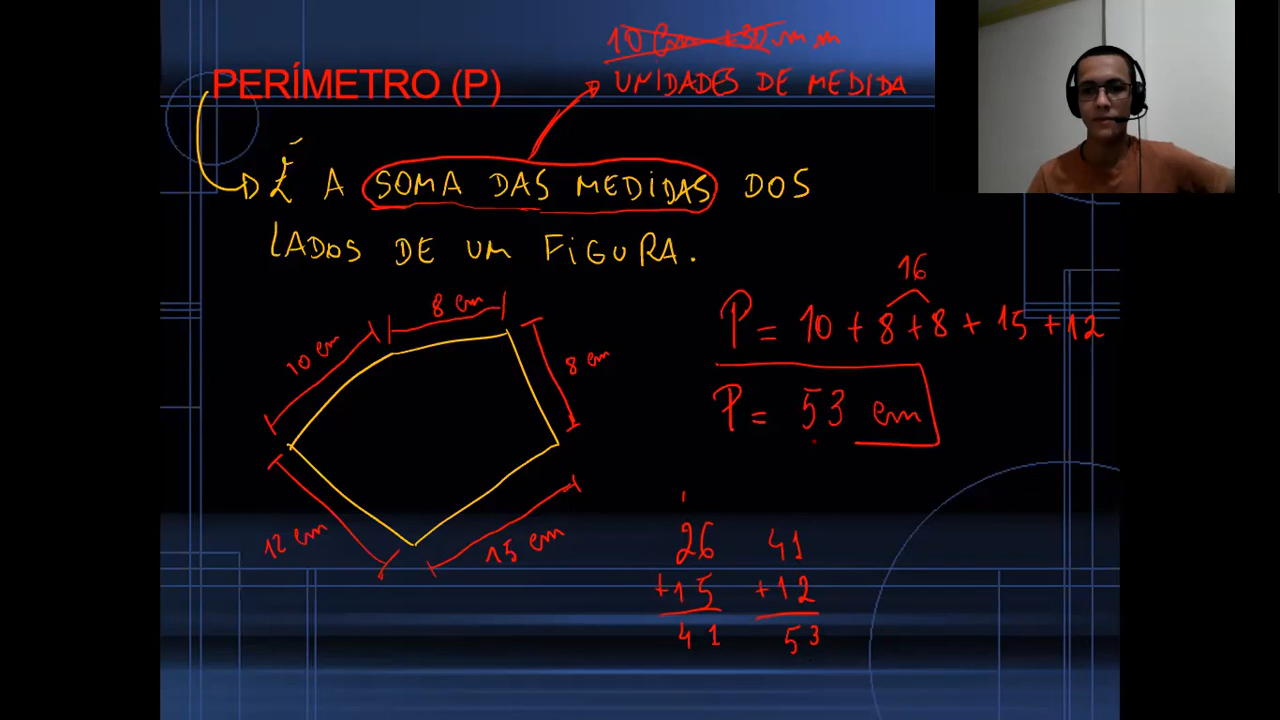 10 cm + 30 mm
PERÍMETRO (P)
UNIDADES DE MEDIDA
É A SOMA DAS MEDIDAS DOS
LADOS DE UM FIGURA.
10 cm
8 cm
8 cm
12 cm
15 cm
16
P = 10 + 8 + 8 + 15 + 12
P = 53 cm
1
26
+15
41
41
+12
53